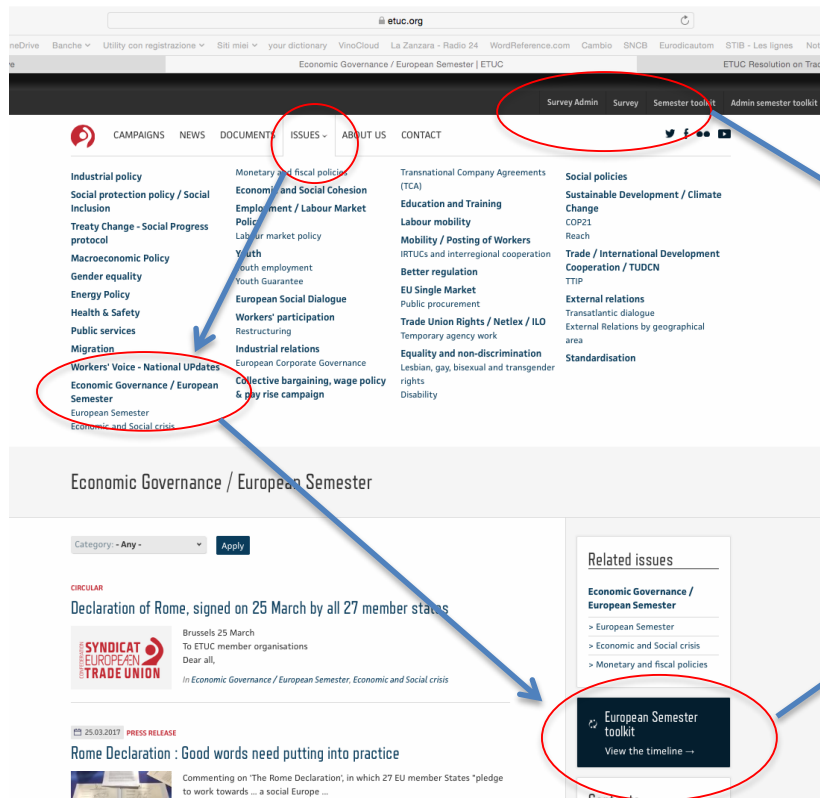 etuc.org
neDrive Banche Utility con registrazione Siti miei your dictionary VinoCloud La Zanzara - Radio 24 WordReference.com Cambio SNCB Eurodicautom STIB - Les lignes Not
Economic Governance / European Semester | ETUC
ETUC Resolution on Trac
Survey Admin Survey Semester toolkit Admin semester toolkit
CAMPAIGNS NEWS DOCUMENTS ISSUES ABOUT US CONTACT
Industrial policy
Social protection policy / Social
Inclusion
Treaty Change - Social Progress
protocol
Macroeconomic Policy
Gender equality
Energy Policy
Health & Safety
Public services
Migration
Workers' Voice - National UPdates
Economic Governance / European
Semester
European Semester
Economic and Social crisis
Monetary and fiscal policies
Economic and Social Cohesion
Employment / Labour Market
Policy
Labour market policy
Youth
Youth employment
Youth Guarantee
European Social Dialogue
Workers' participation
Restructuring
Industrial relations
European Corporate Governance
Collective bargaining, wage policy
& pay rise campaign
Transnational Company Agreements
(TCA)
Education and Training
Labour mobility
Mobility / Posting of Workers
IRTUCs and interregional cooperation
Better regulation
EU Single Market
Public procurement
Trade Union Rights / Netlex / ILO
Temporary agency work
Equality and non-discrimination
Lesbian, gay, bisexual and transgender
rights
Disability
Social policies
Sustainable Development / Climate
Change
COP21
Reach
Trade / International Development
Cooperation / TUDCN
TTIP
External relations
Transatlantic dialogue
External Relations by geographical
area
Standardisation
Economic Governance / European Semester
Category: - Any - Apply
CIRCULAR
Declaration of Rome, signed on 25 March by all 27 member states
SYNDICAT
EUROPÆN
TRADE UNION
CONFEDERATION
Brussels 25 March
To ETUC member organisations
Dear all,
In Economic Governance / European Semester, Economic and Social crisis
25.03.2017 PRESS RELEASE
Rome Declaration : Good words need putting into practice
Commenting on 'The Rome Declaration', in which 27 EU member States "pledge
to work towards ... a social Europe ...
Related issues
Economic Governance /
European Semester
> European Semester
> Economic and Social crisis
> Monetary and fiscal policies
European Semester
toolkit
View the timeline →